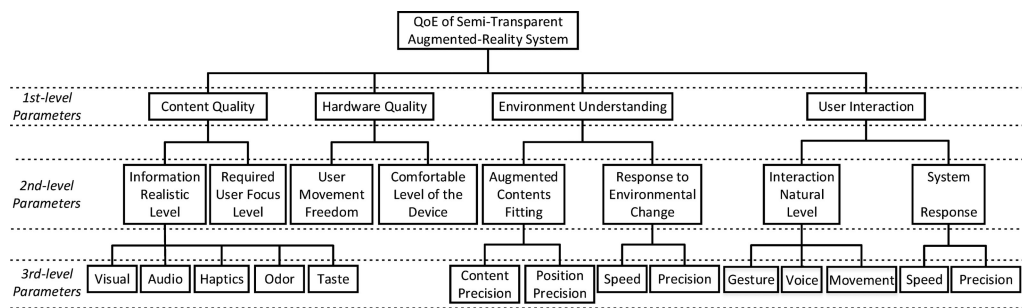 QoE of Semi-Transparent
Augmented-Reality System
1st-level
Parameters
Content Quality
Hardware Quality
Environment Understanding
User Interaction
2nd-level
Parameters
Information
Realistic
Level
Required
User Focus
Level
User
Movement
Freedom
Comfortable
Level of the
Device
Augmented
Contents
Fitting
Response to
Environmental
Change
Interaction
Natural
Level
System
Response
3rd-level
Parameters
Visual
Audio
Haptics
Odor
Taste
Content
Precision
Position
Precision
Speed
Precision
Gesture
Voice
Movement
Speed
Precision